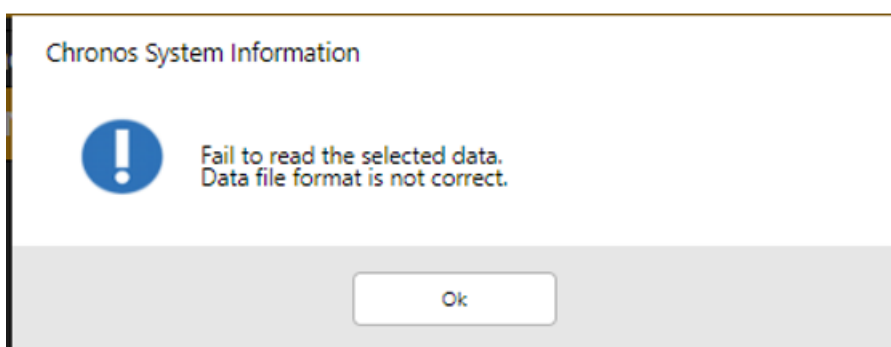 Chronos System Information
Fail to read the selected data.
Data file format is not correct.
Ok